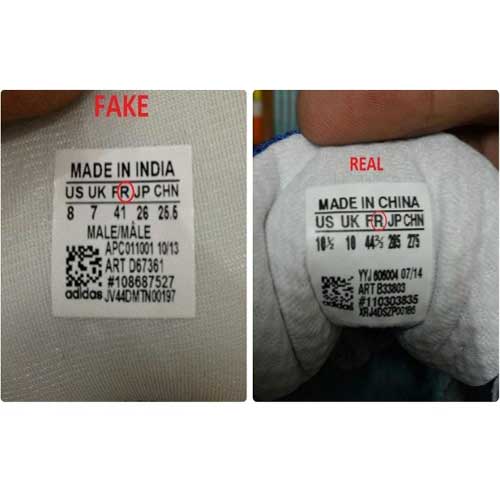 FAKE
MADE IN INDIA
US UK FR JP CHN
8 7 41 26 25.5
MALE/MÂLE
APC011001 10/13
ART D67361
#108687527
adidas JV44DMTN00197
REAL
MADE IN CHINA
US UK FR JP CHN
10½ 10 44⅔ 285 275
YYJ 606004 07/14
ART B33803
#110303835
adidas XRJ4DSZP00186